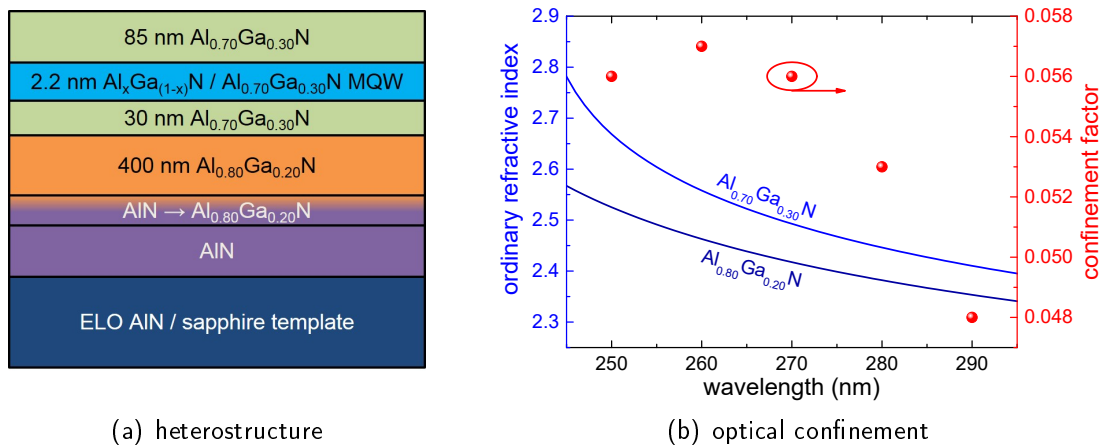 85 nm Al₀.₇₀Ga₀.₃₀N
2.2 nm AlₓGa₍₁₋ₓ₎N / Al₀.₇₀Ga₀.₃₀N MQW
30 nm Al₀.₇₀Ga₀.₃₀N
400 nm Al₀.₈₀Ga₀.₂₀N
AlN → Al₀.₈₀Ga₀.₂₀N
AlN
ELO AlN / sapphire template
(a) heterostructure
ordinary refractive index
2.9
2.8
2.7
2.6
2.5
2.4
2.3
Al₀.₇₀Ga₀.₃₀N
Al₀.₈₀Ga₀.₂₀N
250 260 270 280 290
wavelength (nm)
0.058
0.056
0.054
0.052
0.050
0.048
confinement factor
(b) optical confinement